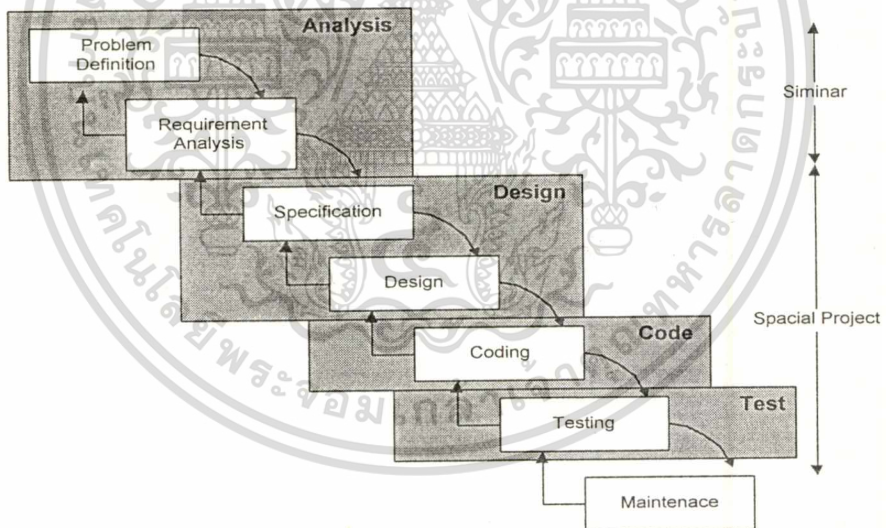 Analysis
Problem
Definition
Siminar
Requirement
Analysis
Design
Specification
Design
Spacial Project
Code
Coding
Test
Testing
Maintenace